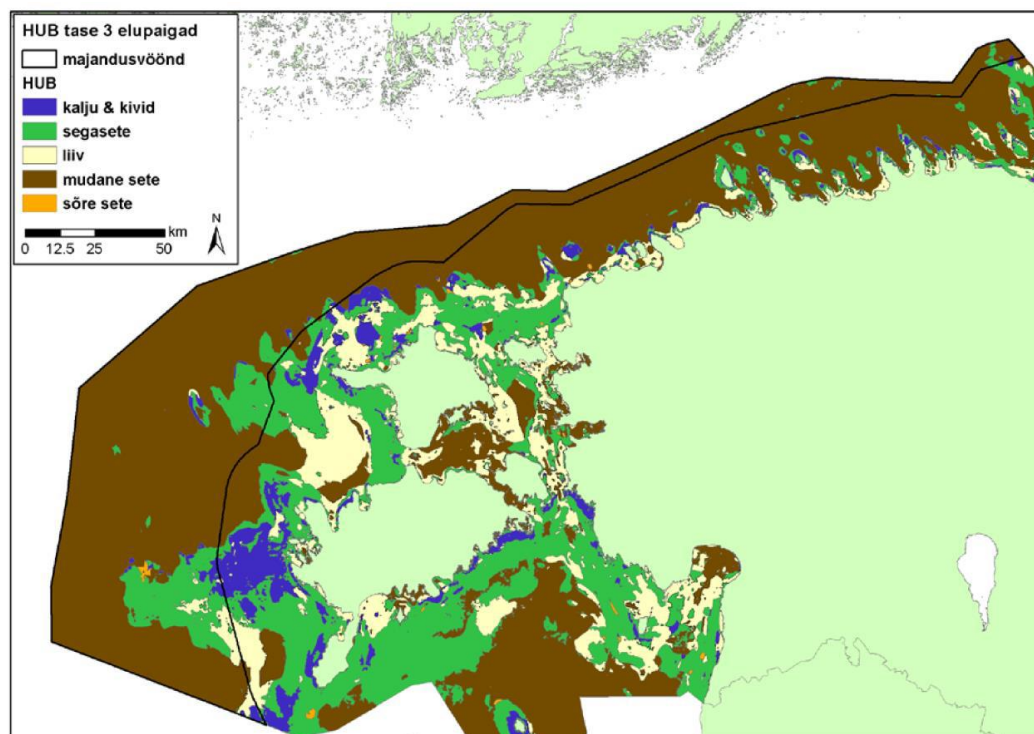 HUB tase 3 elupaigad
majandusvöönd
HUB
kalju & kivid
segasete
liiv
mudane sete
sõre sete
km
0 12.5 25 50
N